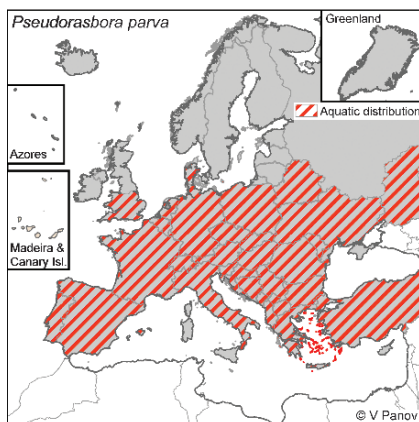 Pseudorasbora parva
Greenland
Aquatic distribution
Azores
Madeira &
Canary Isl.
© V Panov